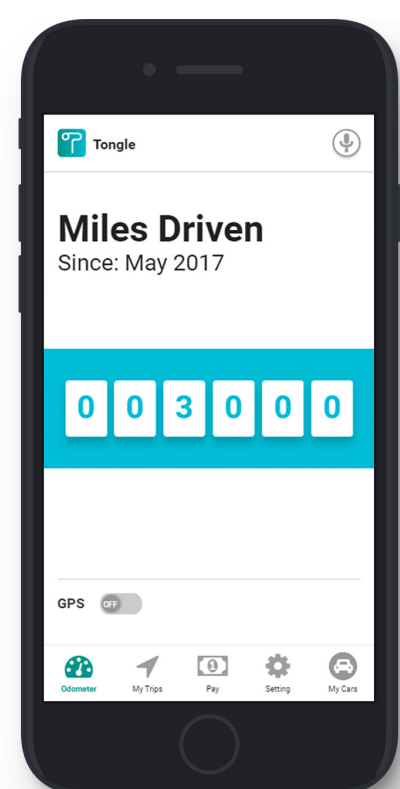 Tongle
Miles Driven
Since: May 2017
0 0 3 0 0 0
GPS OFF
1
Odometer My Trips Pay Setting My Cars